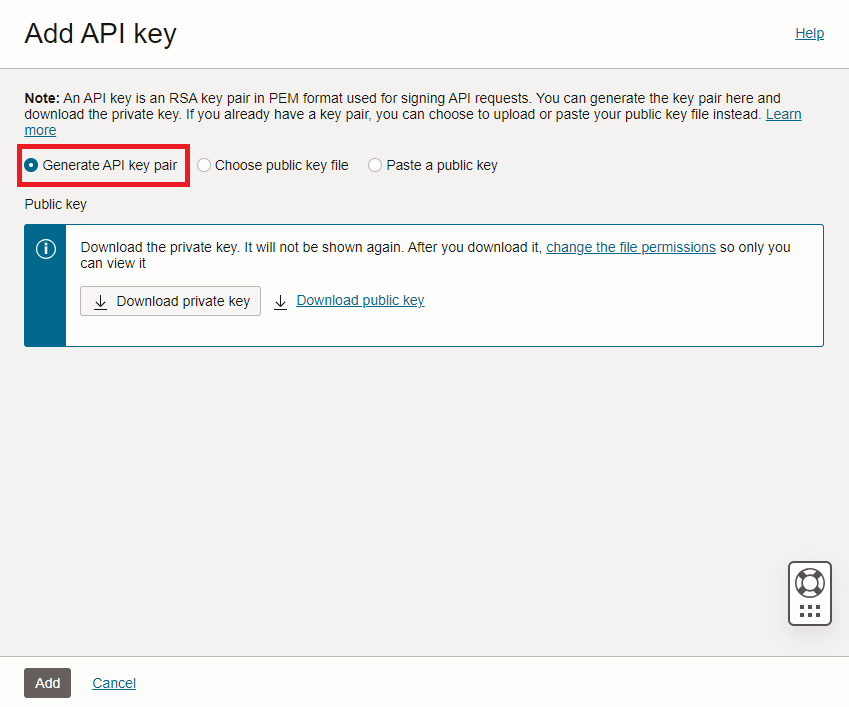 Add API key
Help
Note: An API key is an RSA key pair in PEM format used for signing API requests. You can generate the key pair here and
download the private key. If you already have a key pair, you can choose to upload or paste your public key file instead. Learn
more
Generate API key pair Choose public key file Paste a public key
Public key
Download the private key. It will not be shown again. After you download it, change the file permissions so only you
can view it
Download private key Download public key
Add Cancel